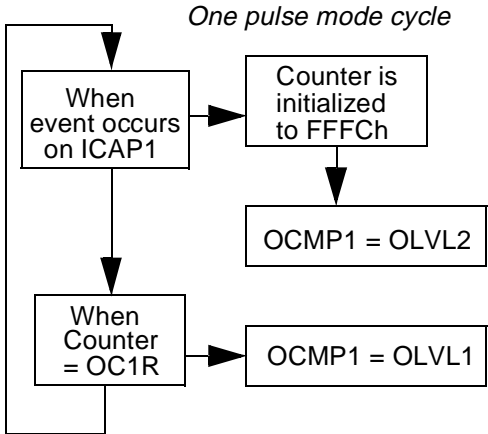 One pulse mode cycle
When
event occurs
on ICAP1
Counter is
initialized
to FFFCh
OCMP1 = OLVL2
When
Counter
= OC1R
OCMP1 = OLVL1